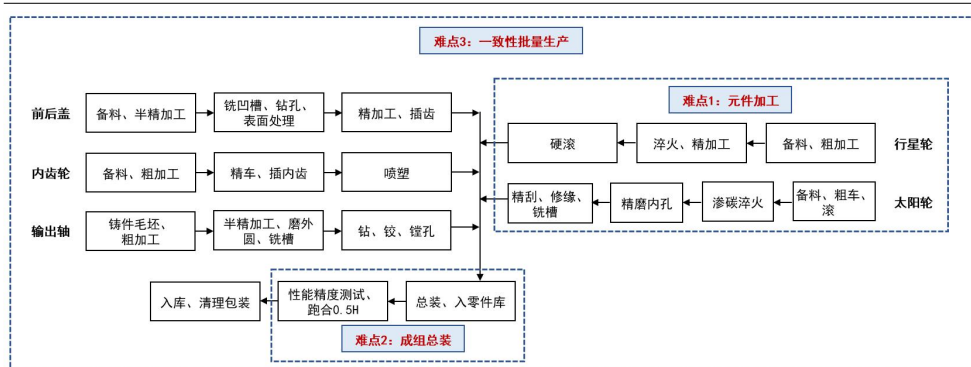 难点3：一致性批量生产
前后盖
备料、半精加工
铣凹槽、钻孔、
表面处理
精加工、插齿
内齿轮
备料、粗加工
精车、插内齿
喷塑
输出轴
铸件毛坯、
粗加工
半精加工、磨外
圆、铣槽
钻、铰、镗孔
难点1：元件加工
硬滚
淬火、精加工
备料、粗加工
行星轮
精刮、修缘、
铣槽
精磨内孔
渗碳淬火
备料、粗车、
滚
太阳轮
入库、清理包装
性能精度测试、
跑合0.5H
总装、入零件库
难点2：成组总装